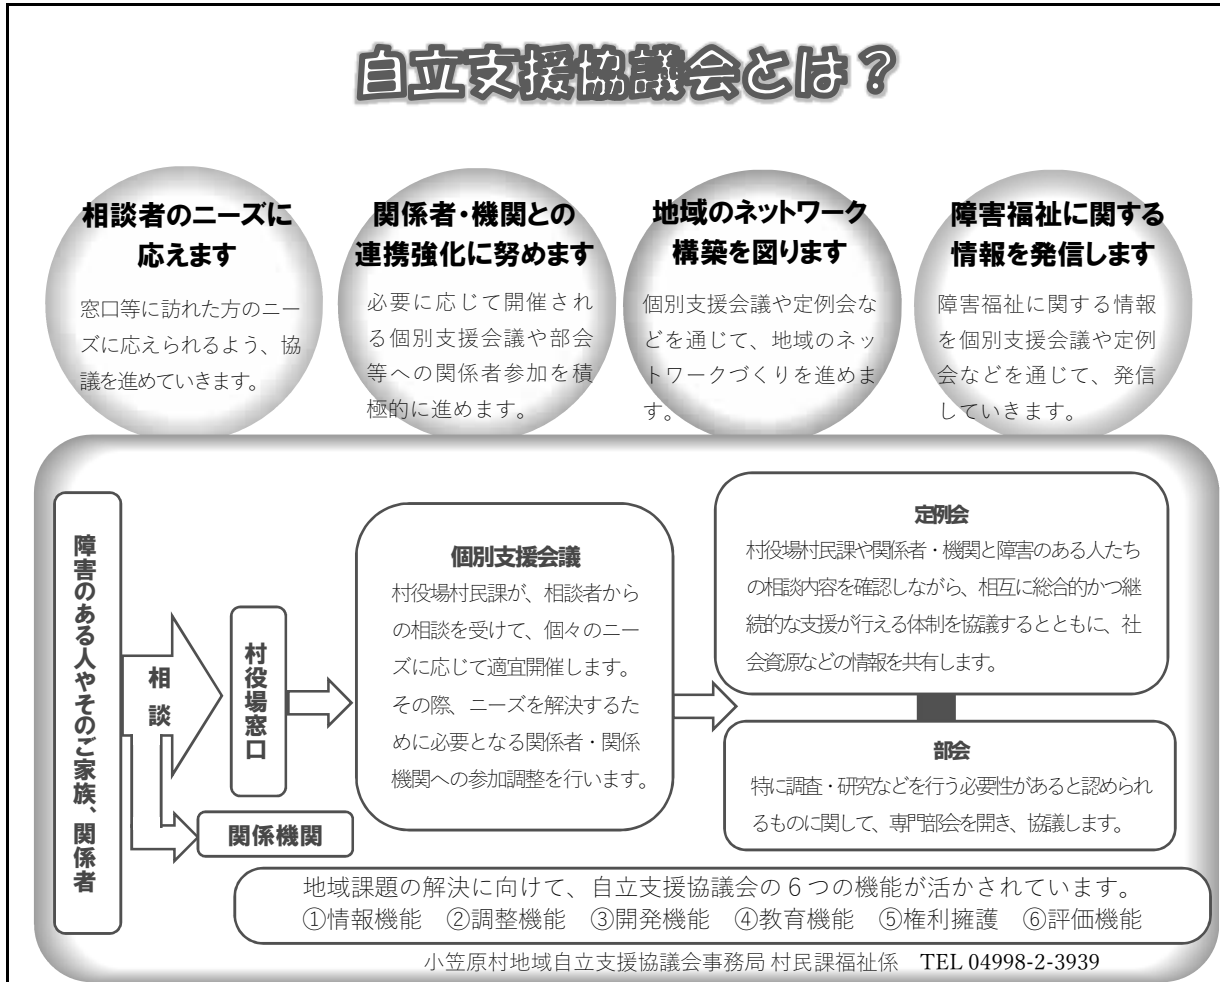 自立支援協議会とは？
相談者のニーズに
応えます
窓口等に訪れた方のニー
ズに応えられるよう、協
議を進めていきます。
関係者・機関との
連携強化に努めます
必要に応じて開催され
る個別支援会議や部会
等への関係者参加を積
極的に進めます。
地域のネットワーク
構築を図ります
個別支援会議や定例会な
どを通じて、地域のネッ
トワークづくりを進めま
す。
障害福祉に関する
情報を発信します
障害福祉に関する情報
を個別支援会議や定例
会などを通じて、発信
していきます。
障害のある人やそのご家族、関係者
相談
村役場窓口
関係機関
個別支援会議
村役場村民課が、相談者から
の相談を受けて、個々のニー
ズに応じて適宜開催します。
その際、ニーズを解決するた
めに必要となる関係者・関係
機関への参加調整を行います。
定例会
村役場村民課や関係者・機関と障害のある人たち
の相談内容を確認しながら、相互に総合的かつ継
続的な支援が行える体制を協議するとともに、社
会資源などの情報を共有します。
部会
特に調査・研究などを行う必要性があると認められ
るものに関して、専門部会を開き、協議します。
地域課題の解決に向けて、自立支援協議会の６つの機能が活かされています。
①情報機能　②調整機能　③開発機能　④教育機能　⑤権利擁護　⑥評価機能
小笠原村地域自立支援協議会事務局 村民課福祉係　TEL 04998-2-3939